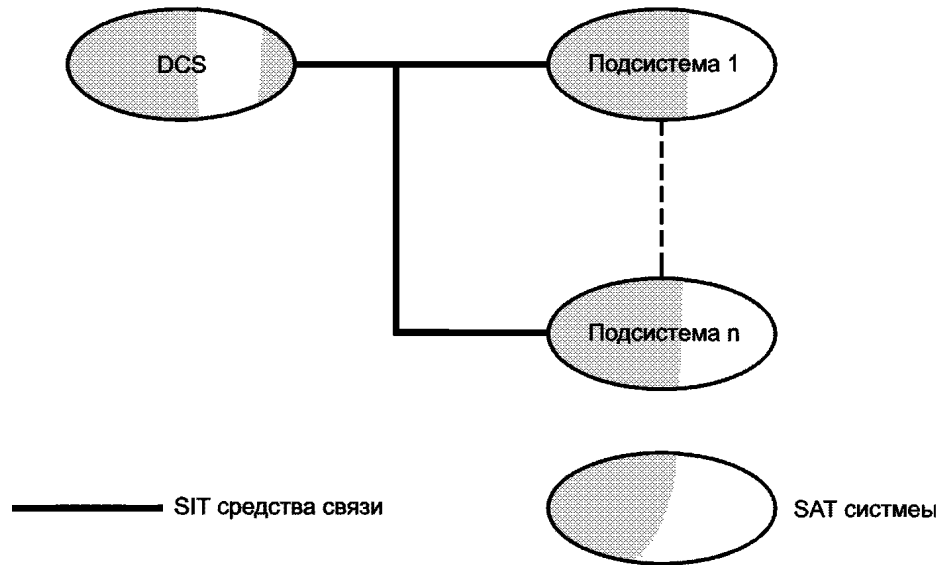 DCS
Подсистема 1
Подсистема n
SIT средства связи
SAT систмеы